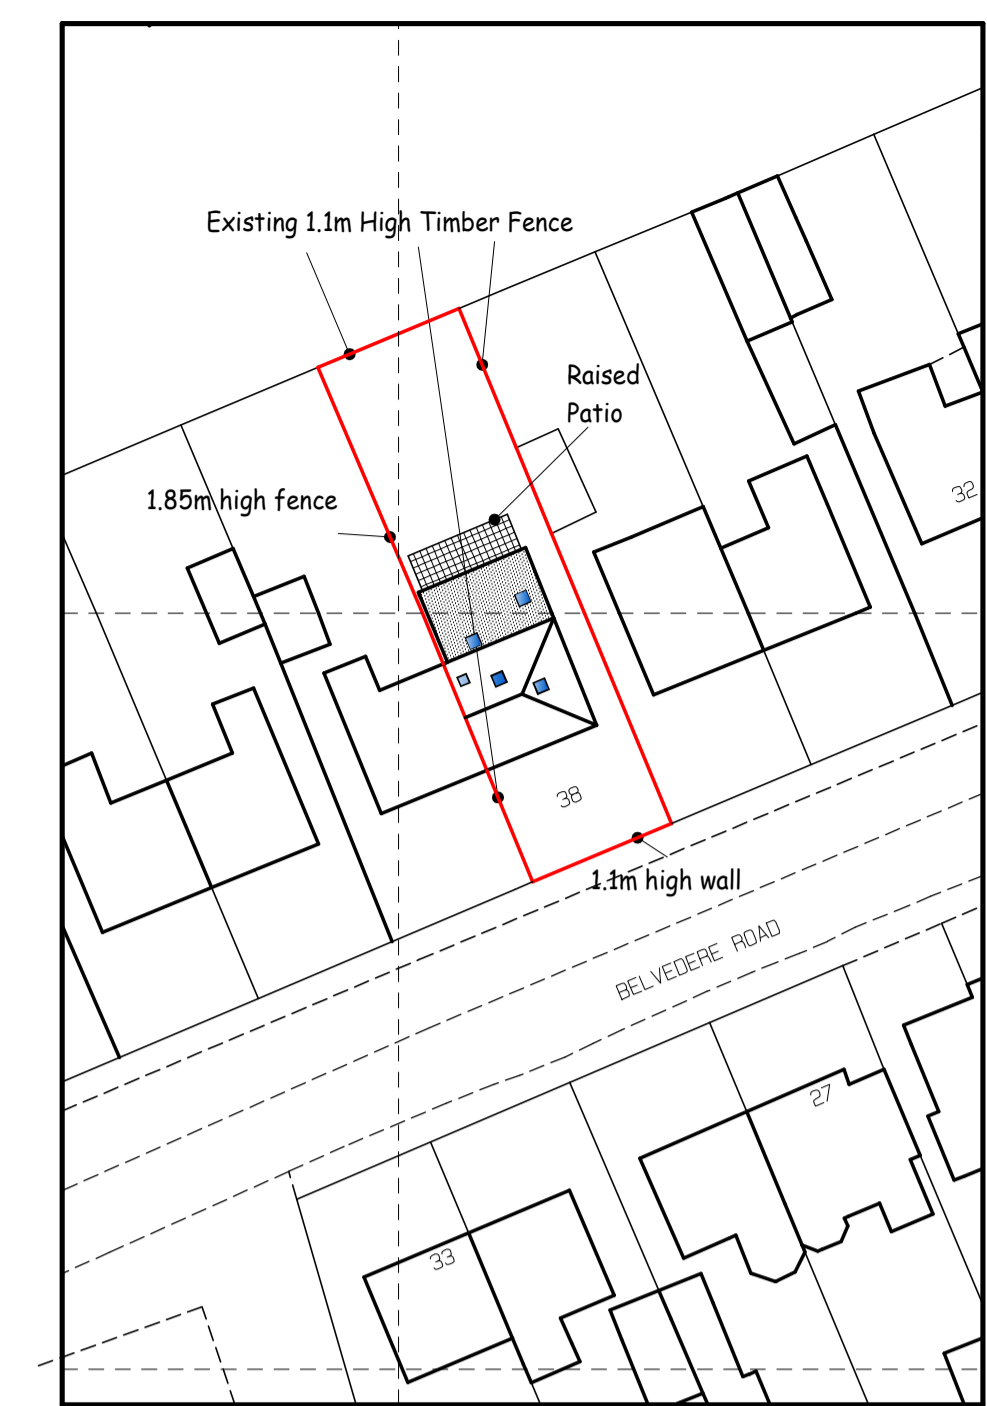 Existing 1.1m High Timber Fence
Raised
Patio
1.85m high fence
32
38
1.1m high wall
BELVEDERE ROAD
27
33